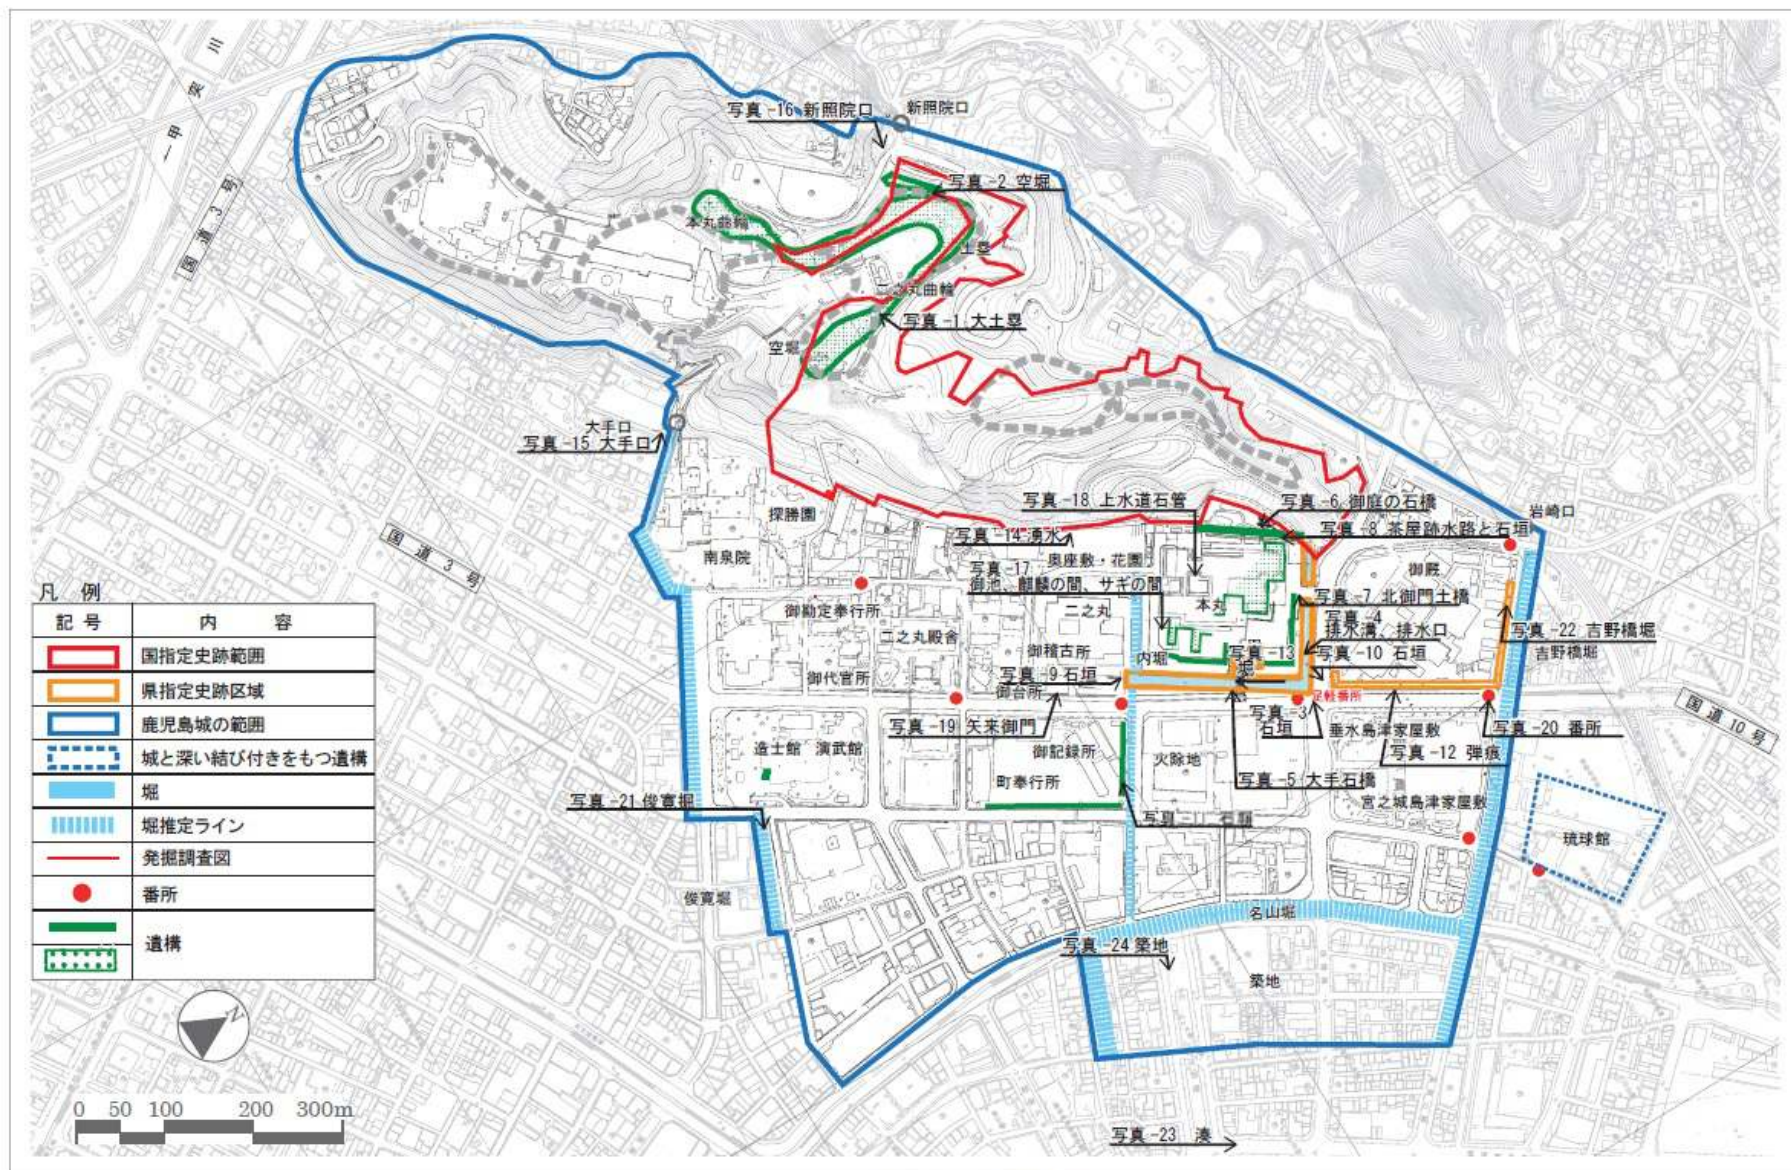 甲突川
国道3号
写真-16 新照院口
新照院口
写真-2 空堀
本丸曲輪
土塁
二之丸曲輪
写真-1 大土塁
空堀
大手口
写真-15 大手口
国道3号
探勝園
南泉院
写真-18 上水道石管
写真-6 御庭の石橋
岩崎口
写真-8 茶屋跡水路と石垣
写真-14 湧水
奥座敷・花園
写真-17
御池、麒麟の間、サギの間
御厩
御勘定奉行所
二之丸
本丸
写真-7 北御門土橋
写真-4
排水溝、排水口
写真-22 吉野橋堀
吉野橋堀
二之丸殿舎
御稽古所
内堀
写真-13
写真-10 石垣
写真-9 石垣
御代官所
御台所
足軽番所
写真-3
石垣
写真-19 矢来御門
垂水島津家屋敷
写真-20 番所
国道10号
写真-12 弾痕
造士館 演武館
御記録所
火除地
町奉行所
写真-5 大手石橋
写真-21 俊寛堀
宮之城島津家屋敷
写真-11 石塁
琉球館
俊寛堀
名山堀
写真-24 築地
築地
写真-23 湊
凡例
記号 内容
国指定史跡範囲
県指定史跡区域
鹿児島城の範囲
城と深い結び付きをもつ遺構
堀
堀推定ライン
発掘調査図
番所
遺構
N
0 50 100 200 300m